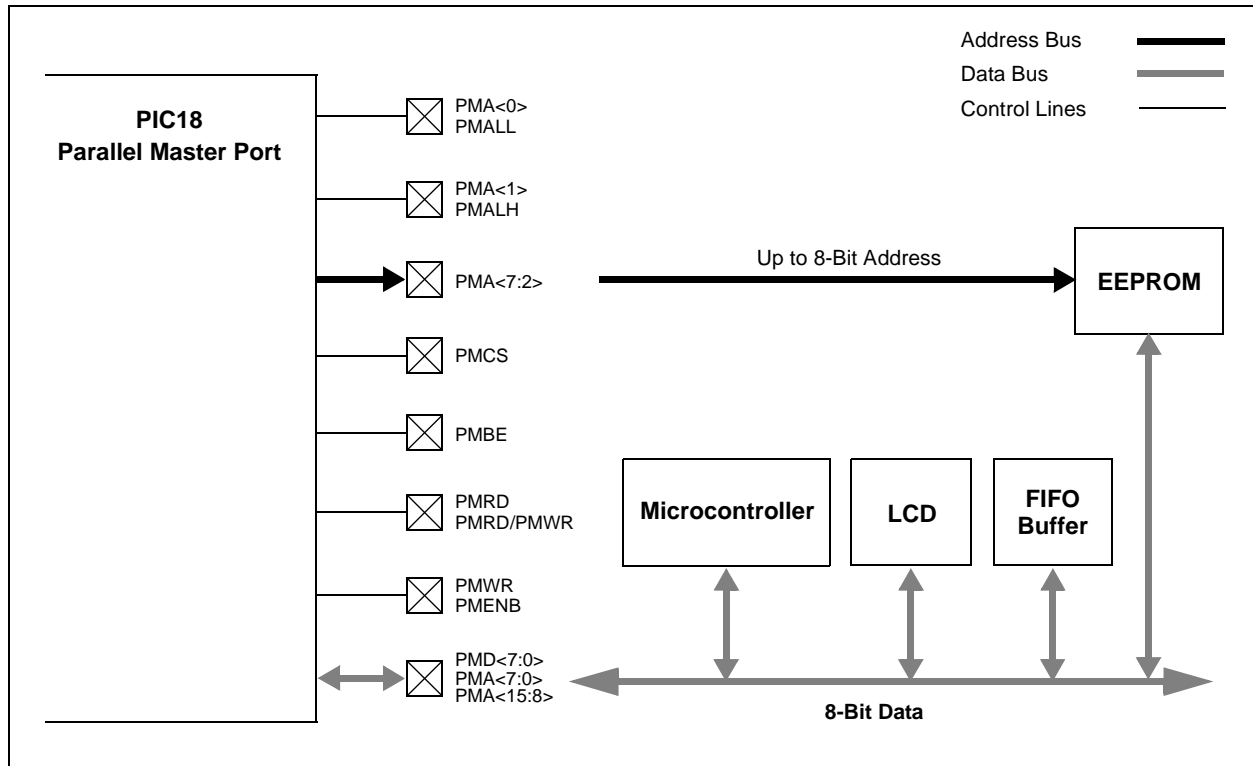 Address Bus
Data Bus
Control Lines
PIC18
Parallel Master Port
PMA<0>
PMALL
PMA<1>
PMALH
PMA<7:2>
Up to 8-Bit Address
EEPROM
PMCS
PMBE
PMRD
PMRD/PMWR
Microcontroller
LCD
FIFO
Buffer
PMWR
PMENB
PMD<7:0>
PMA<7:0>
PMA<15:8>
8-Bit Data